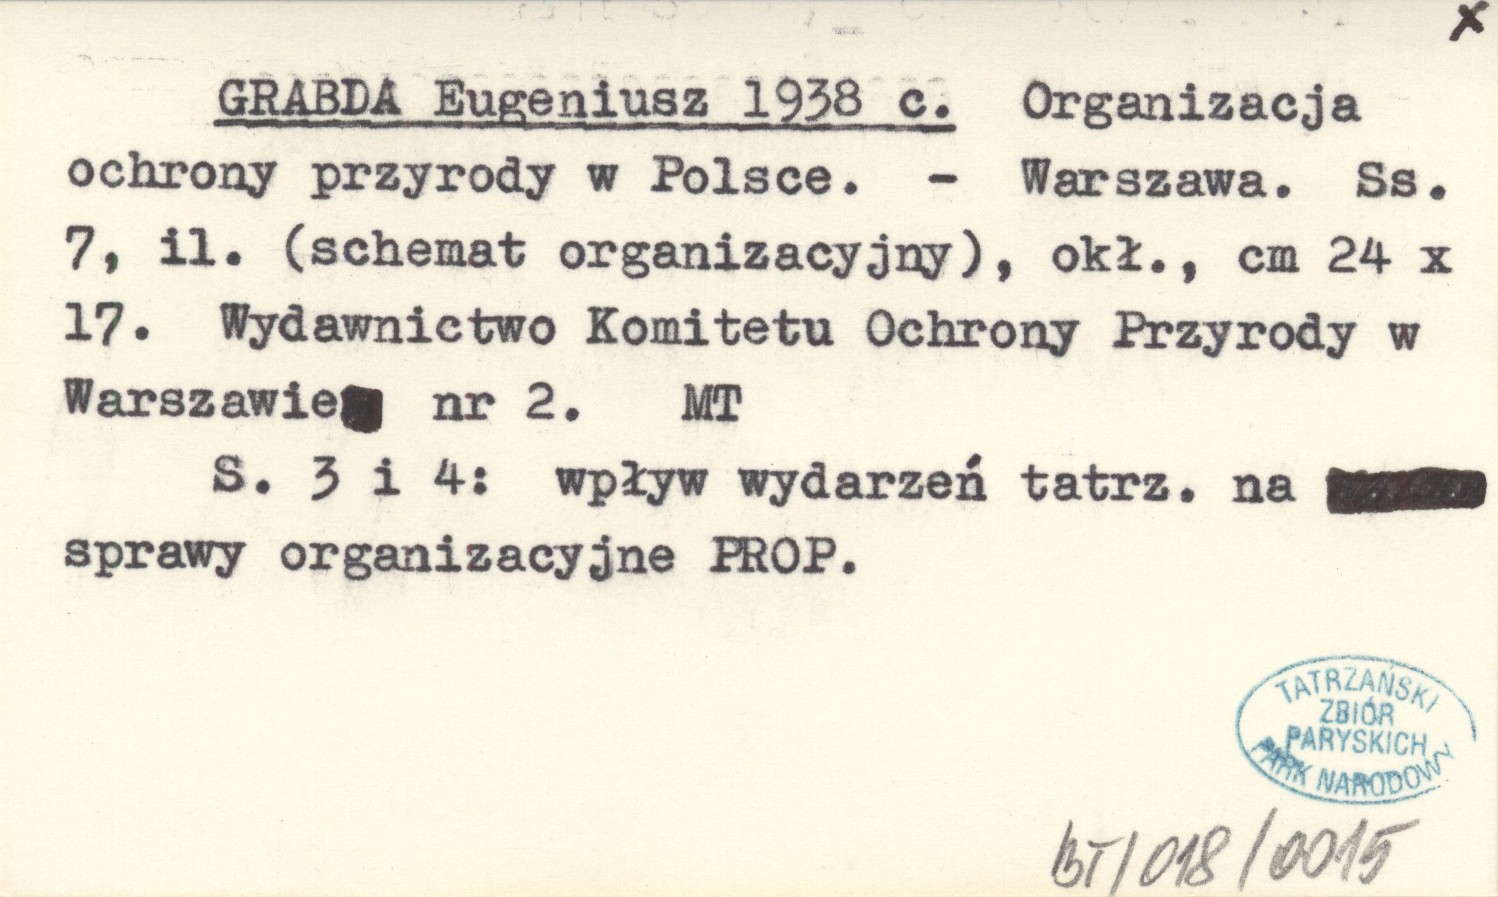 x
GRABDA Eugeniusz 1938 c. Organizacja
ochrony przyrody w Polsce. - Warszawa. Ss.
7, il. (schemat organizacyjny), okł., cm 24 x
17. Wydawnictwo Komitetu Ochrony Przyrody w
Warszawie nr 2. MT
S. 3 i 4: wpływ wydarzeń tatrz. na
sprawy organizacyjne PROP.
TATRZAŃSKI
ZBIÓR
PARYSKICH
PARK NARODOWY
BT/018/0015